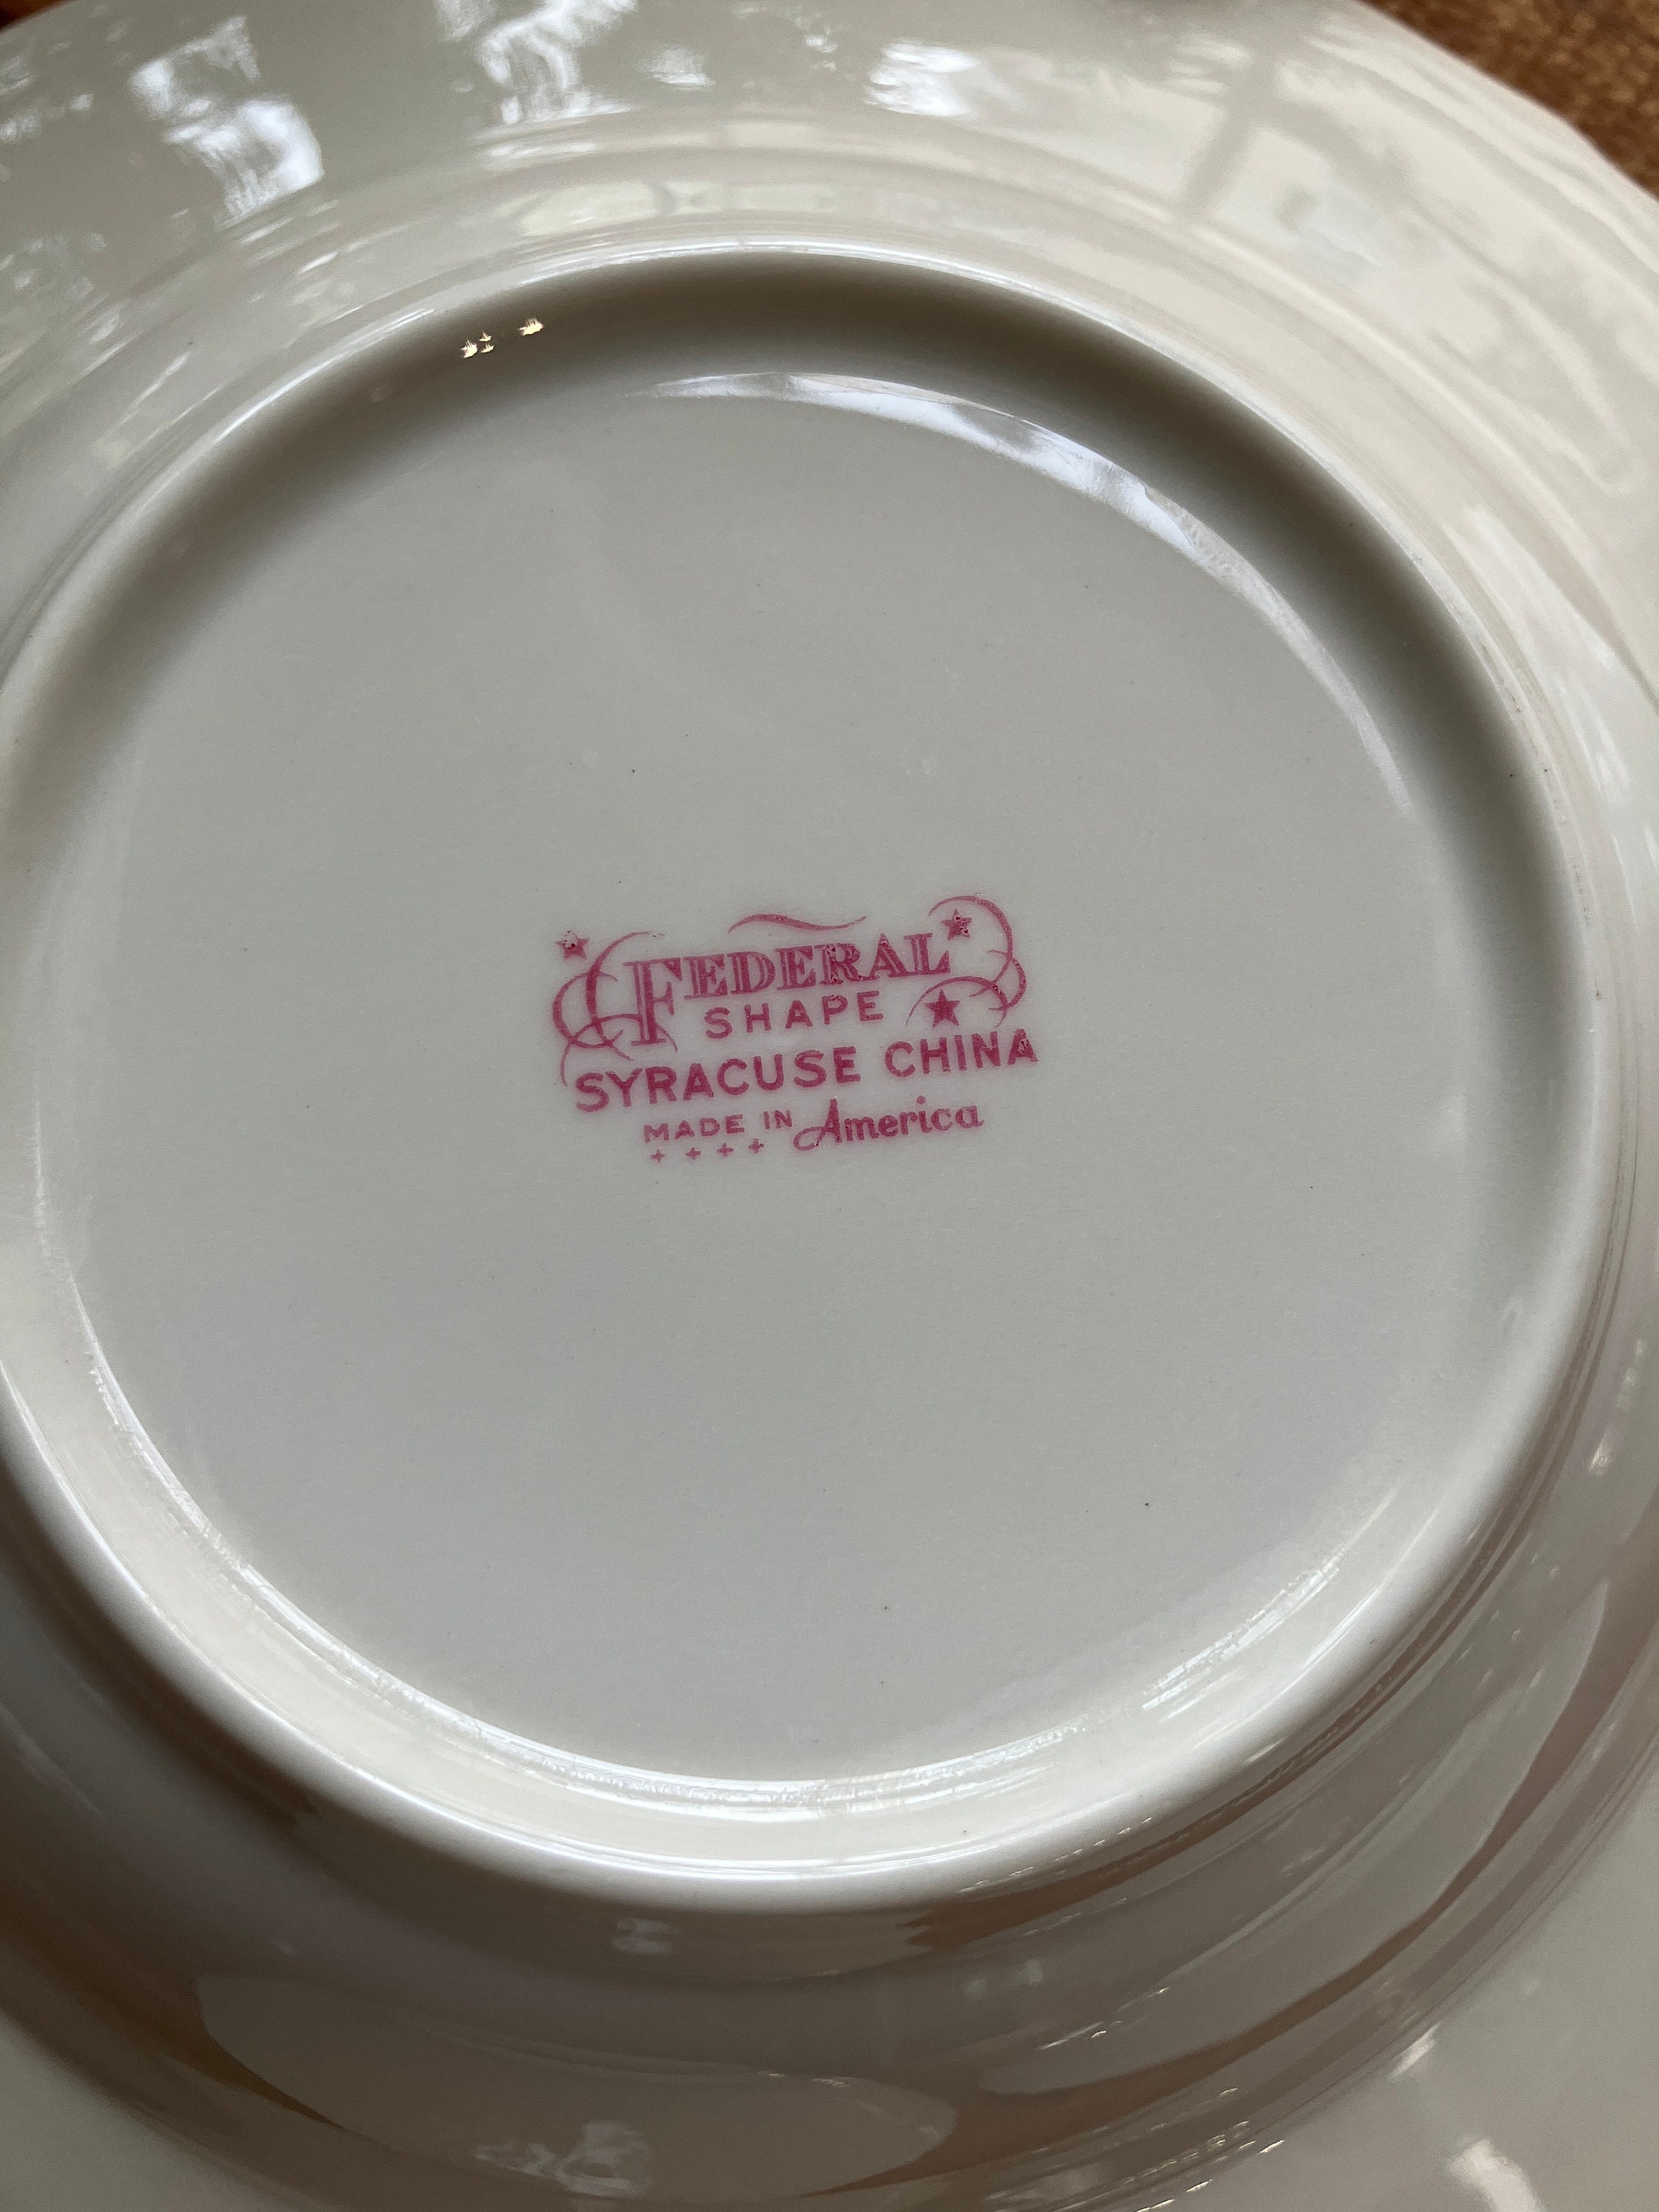 FEDERAL
SHAPE
SYRACUSE CHINA
MADE IN America
++++